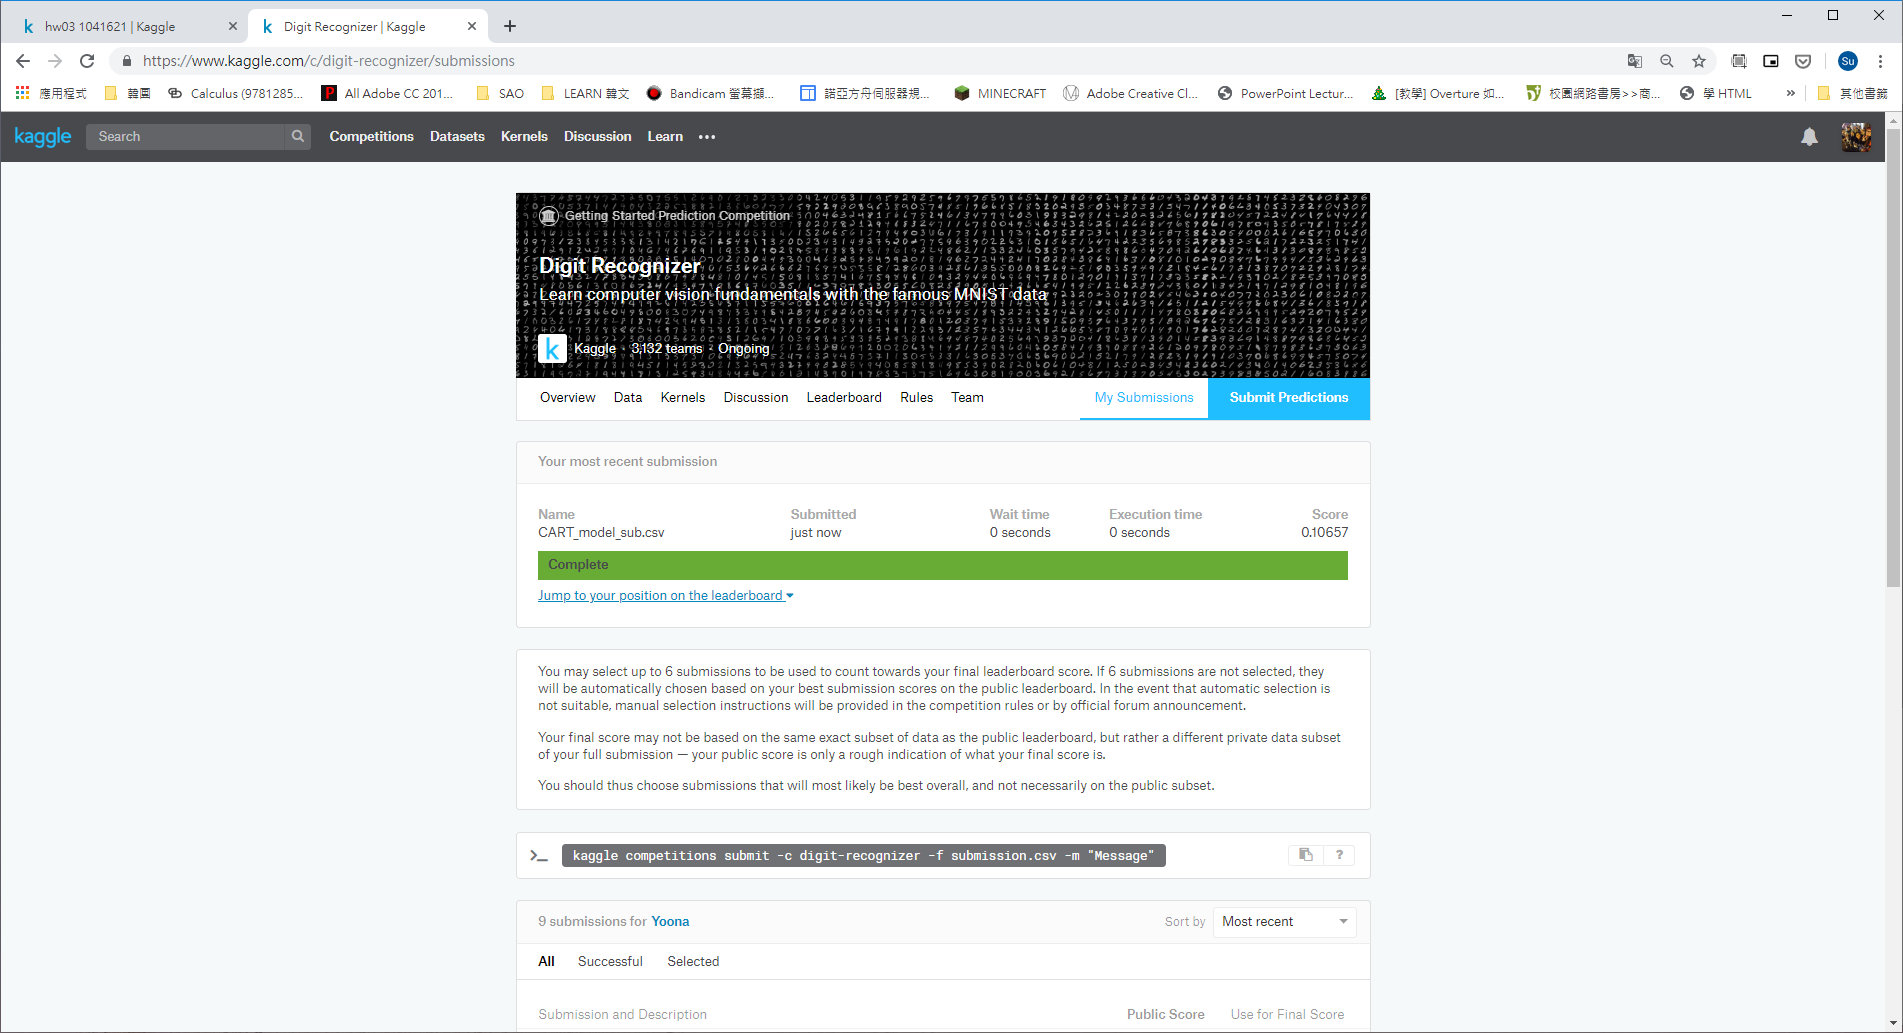 hw03 1041621 | Kaggle
Digit Recognizer | Kaggle
https://www.kaggle.com/c/digit-recognizer/submissions
Su
應用程式 韓國 Calculus (9781285... All Adobe CC 201... SAO LEARN 韓文 Bandicam 螢幕擷... 諾亞方舟伺服器規... MINECRAFT Adobe Creative Cl... PowerPoint Lectur... [教學] Overture 如... 校園網路書房>>商... 學 HTML » 其他書籤
kaggle Search Competitions Datasets Kernels Discussion Learn
Getting Started Prediction Competition
Digit Recognizer
Learn computer vision fundamentals with the famous MNIST data
k Kaggle · 3,132 teams · Ongoing
Overview Data Kernels Discussion Leaderboard Rules Team My Submissions Submit Predictions
Your most recent submission
Name Submitted Wait time Execution time Score
CART_model_sub.csv just now 0 seconds 0 seconds 0.10657
Complete
Jump to your position on the leaderboard
You may select up to 6 submissions to be used to count towards your final leaderboard score. If 6 submissions are not selected, they
will be automatically chosen based on your best submission scores on the public leaderboard. In the event that automatic selection is
not suitable, manual selection instructions will be provided in the competition rules or by official forum announcement.
Your final score may not be based on the same exact subset of data as the public leaderboard, but rather a different private data subset
of your full submission — your public score is only a rough indication of what your final score is.
You should thus choose submissions that will most likely be best overall, and not necessarily on the public subset.
>_ kaggle competitions submit -c digit-recognizer -f submission.csv -m "Message" ?
9 submissions for Yoona Sort by Most recent
All Successful Selected
Submission and Description Public Score Use for Final Score